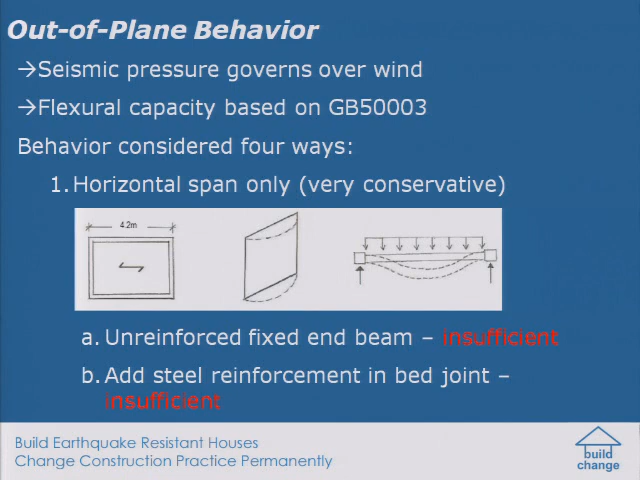 Out-of-Plane Behavior
→Seismic pressure governs over wind
→Flexural capacity based on GB50003
Behavior considered four ways:
1. Horizontal span only (very conservative)
4.2m
a. Unreinforced fixed end beam – insufficient
b. Add steel reinforcement in bed joint –
insufficient
Build Earthquake Resistant Houses
Change Construction Practice Permanently
build
change